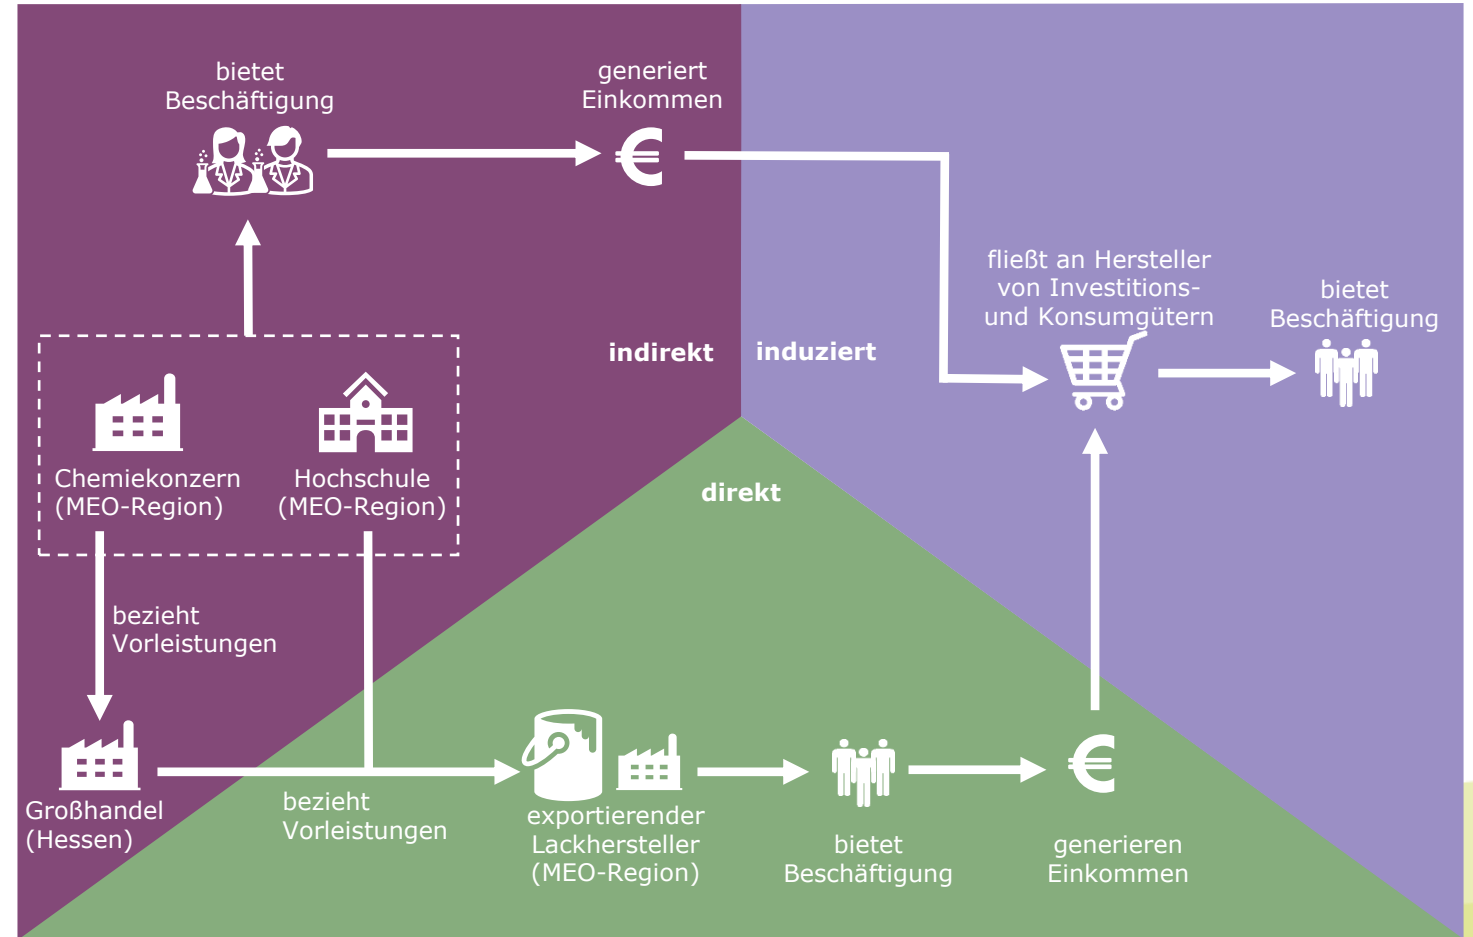 bietet
Beschäftigung
generiert
Einkommen
fließt an Hersteller
von Investitions-
und Konsumgütern
bietet
Beschäftigung
indirekt
induziert
direkt
Chemiekonzern
(MEO-Region)
Hochschule
(MEO-Region)
bezieht
Vorleistungen
Großhandel
(Hessen)
bezieht
Vorleistungen
exportierender
Lackhersteller
(MEO-Region)
bietet
Beschäftigung
generieren
Einkommen